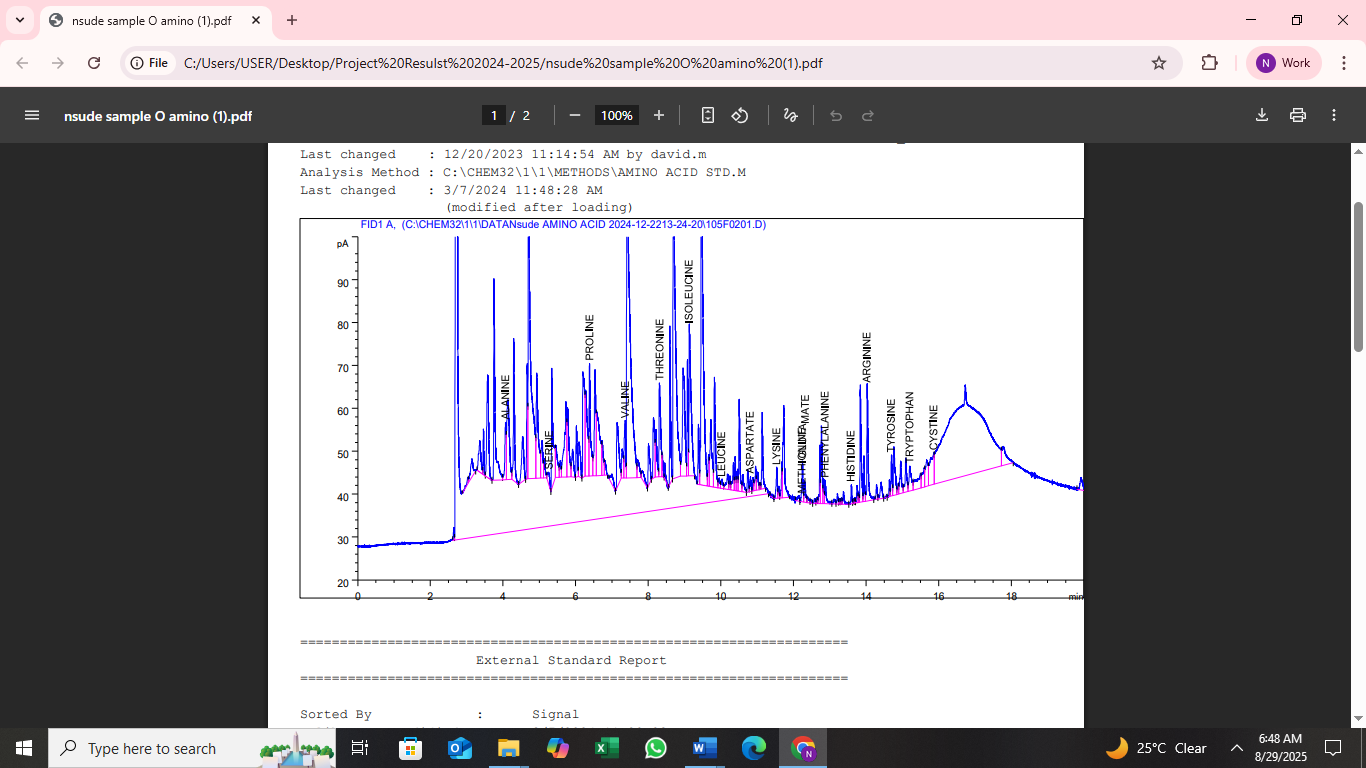 nsude sample O amino (1).pdf
File
C:/Users/USER/Desktop/Project%20Resulst%202024-2025/nsude%20sample%20O%20amino%20(1).pdf
N Work
nsude sample O amino (1).pdf
1 / 2
100%
Last changed : 12/20/2023 11:14:54 AM by david.m
Analysis Method : C:\CHEM32\1\1\METHODS\AMINO ACID STD.M
Last changed : 3/7/2024 11:48:28 AM
(modified after loading)
FID1 A, (C:\CHEM32\1\1\DATANsude AMINO ACID 2024-12-2213-24-20\105F0201.D)
pA
90
80
70
60
50
40
30
20
ALANINE
SERINE
PROLINE
VALINE
THREONINE
ISOLEUCINE
LEUCINE
ASPARTATE
LYSINE
PHENYLALANINE
HISTIDINE
ARGININE
TYROSINE
TRYPTOPHAN
CYSTINE
0 2 4 6 8 10 12 14 16 18 min
=====================================================================
External Standard Report
=====================================================================
Sorted By : Signal
Type here to search
25°C Clear
6:48 AM
8/29/2025